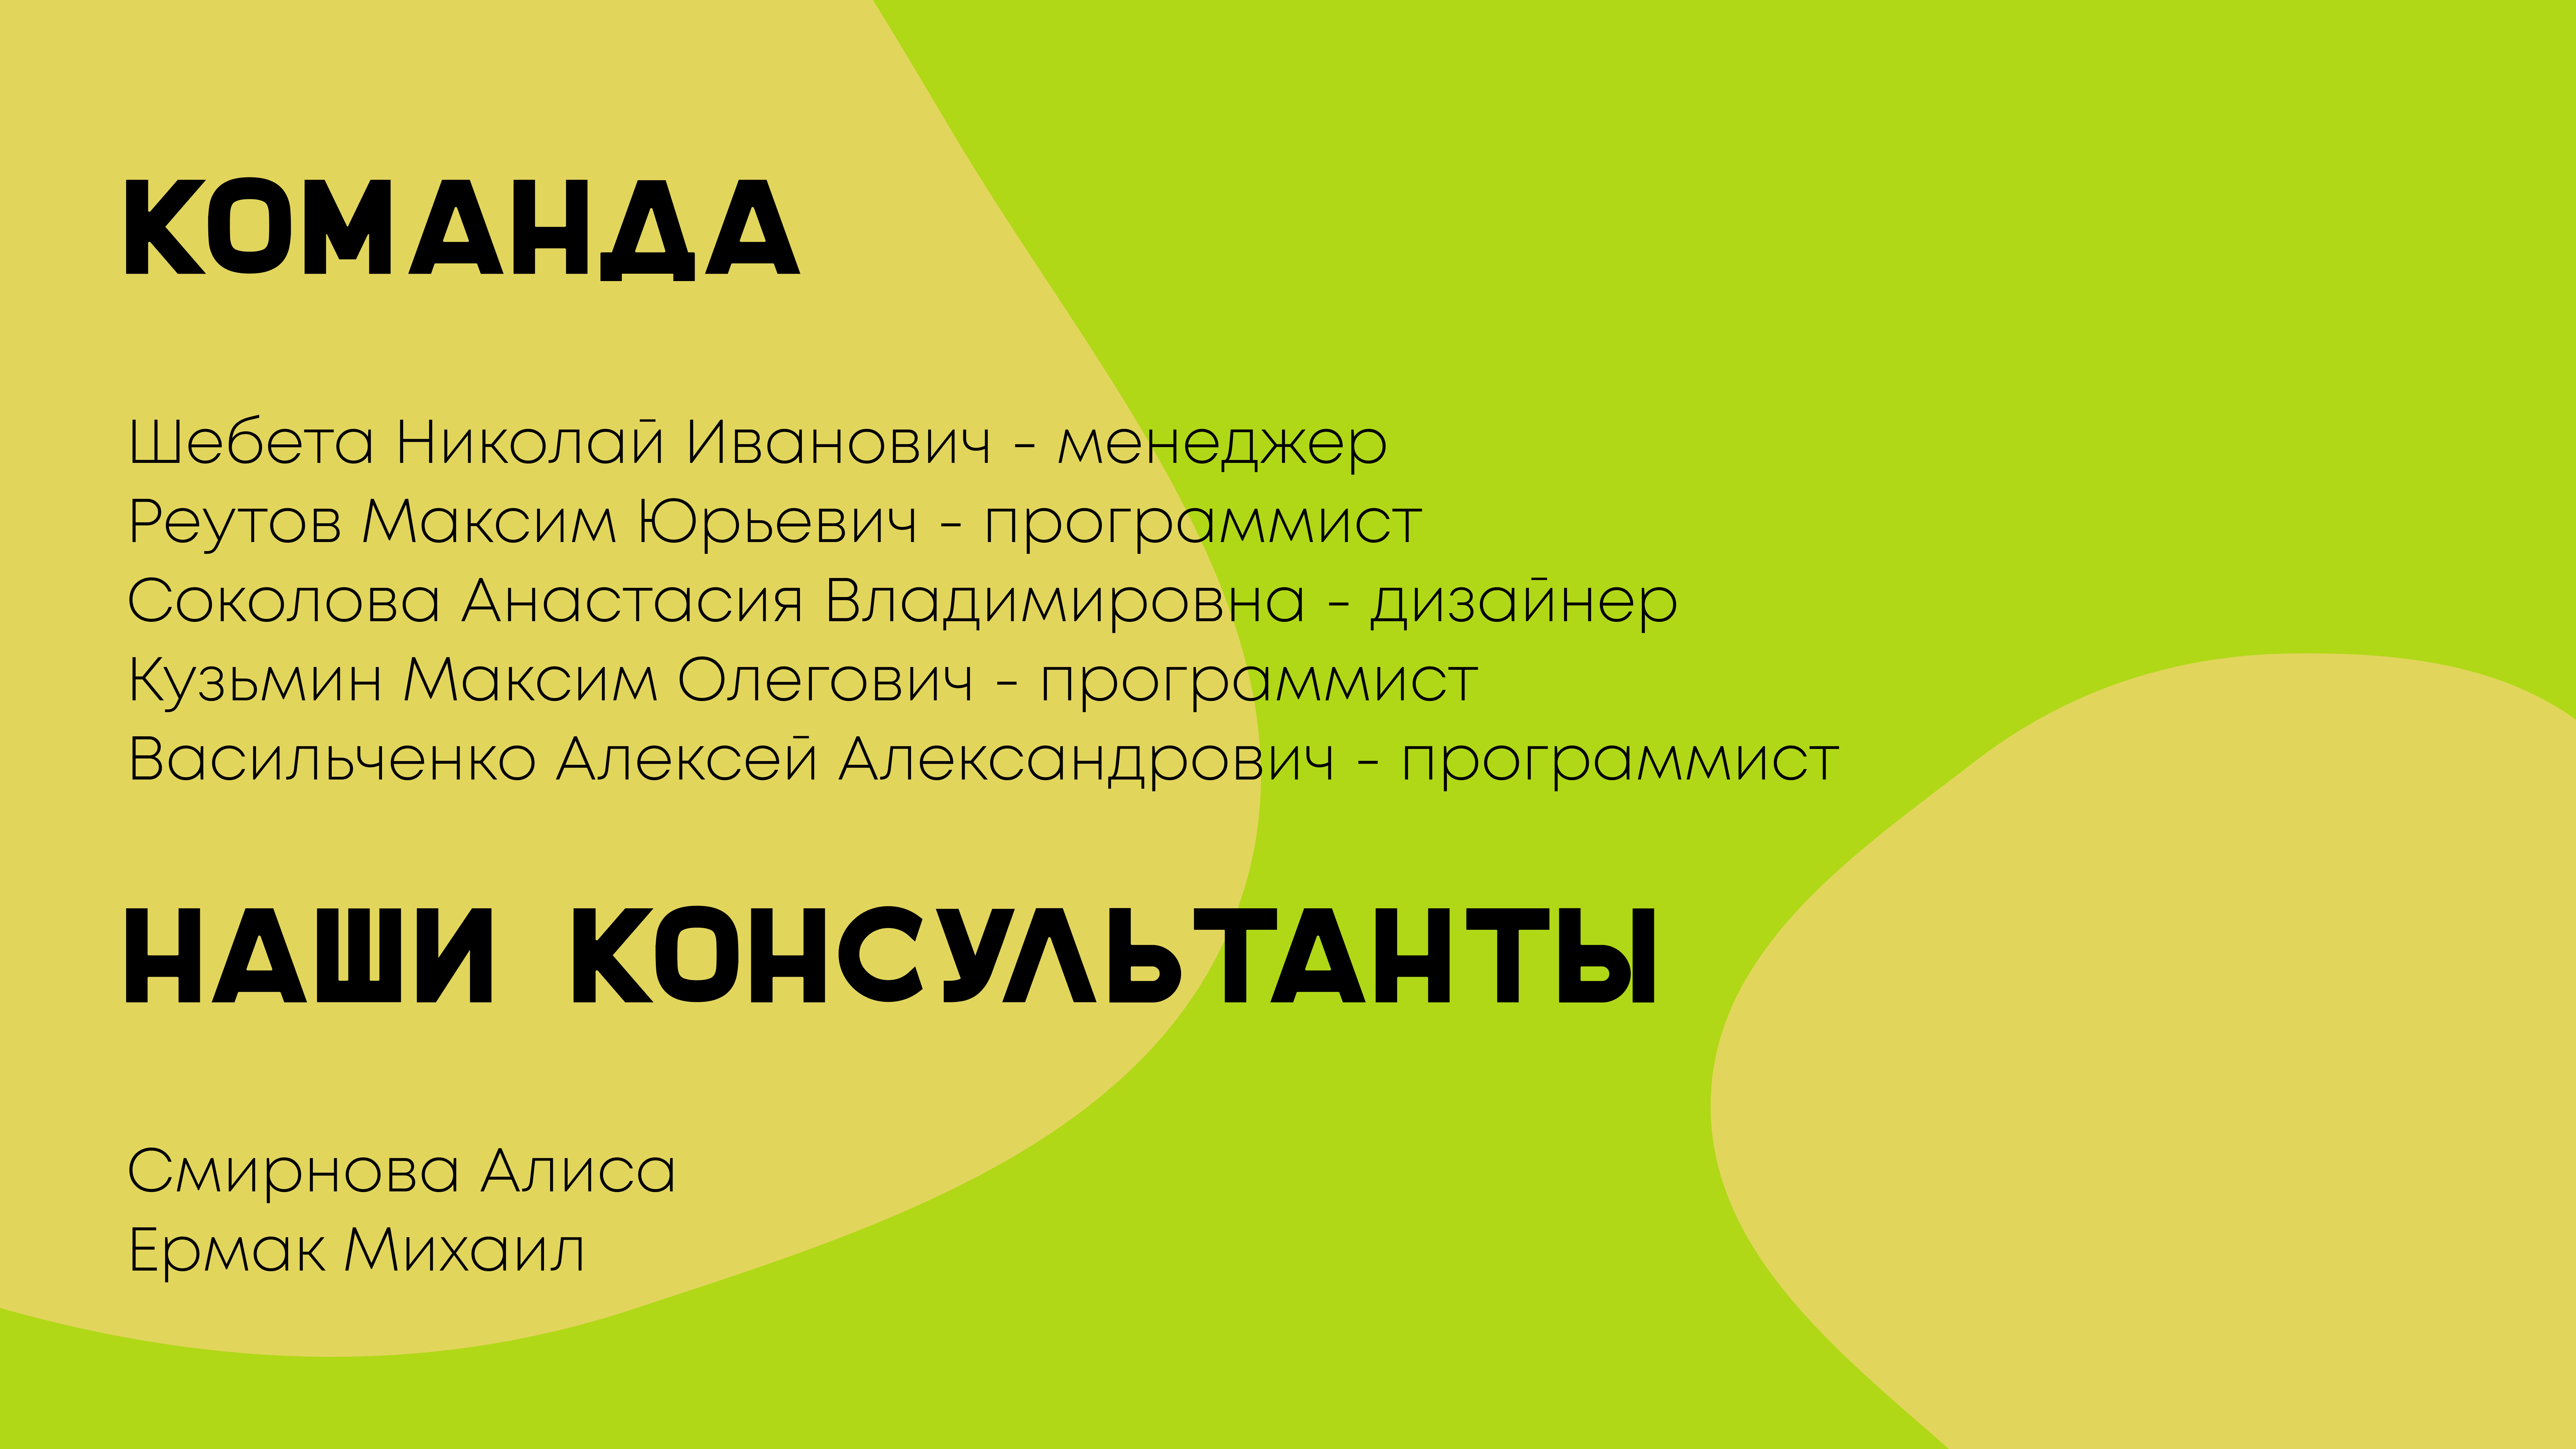 КОМАНДА
Шебета Николай Иванович - менеджер
Реутов Максим Юрьевич - программист
Соколова Анастасия Владимировна - дизайнер
Кузьмин Максим Олегович - программист
Васильченко Алексей Александрович - программист
НАШИ КОНСУЛЬТАНТЫ
Смирнова Алиса
Ермак Михаил